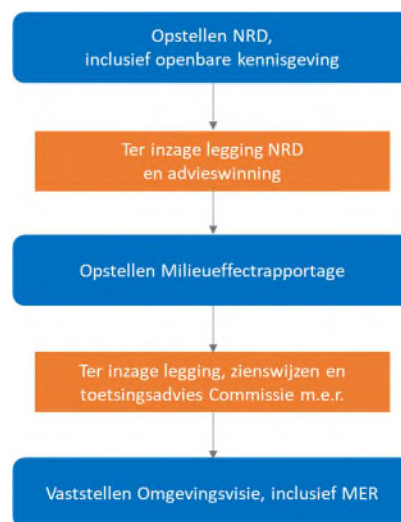 Opstellen NRD,
inclusief openbare kennisgeving
Ter inzage legging NRD
en advieswinning
Opstellen Milieueffectrapportage
Ter inzage legging, zienswijzen en
toetsingsadvies Commissie m.e.r.
Vaststellen Omgevingsvisie, inclusief MER